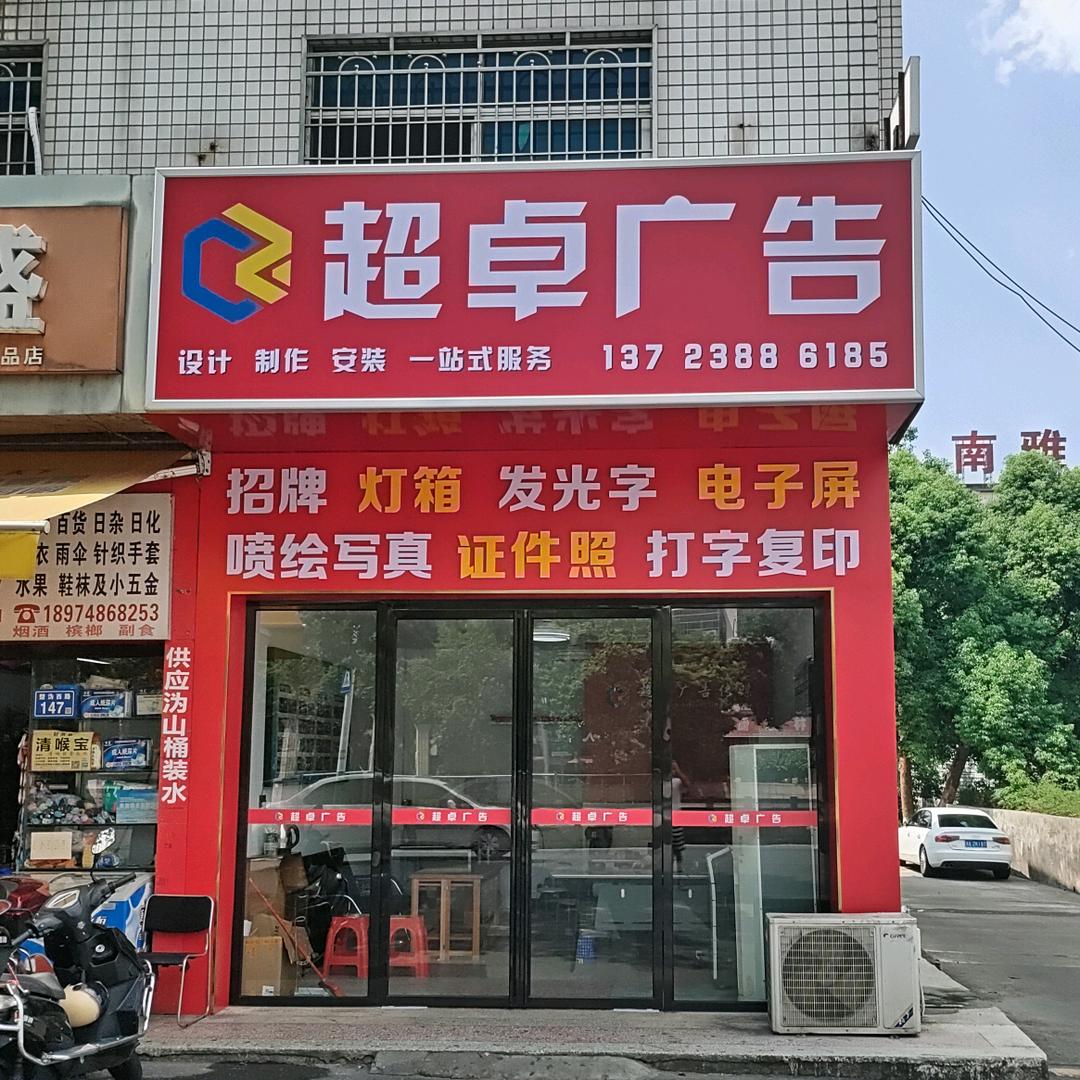 超卓广告
设计 制作 安装 一站式服务 137 2388 6185
品店
南雅
招牌 灯箱 发光字 电子屏
喷绘写真 证件照 打字复印
百货 日杂 日化
衣 雨伞 针织手套
水果 鞋袜及小五金
☎18974868253
烟酒 槟榔 副食
供应沩山桶装水
147
清喉宝
超卓广告
超卓广告
超卓广告
超卓广告
GREE